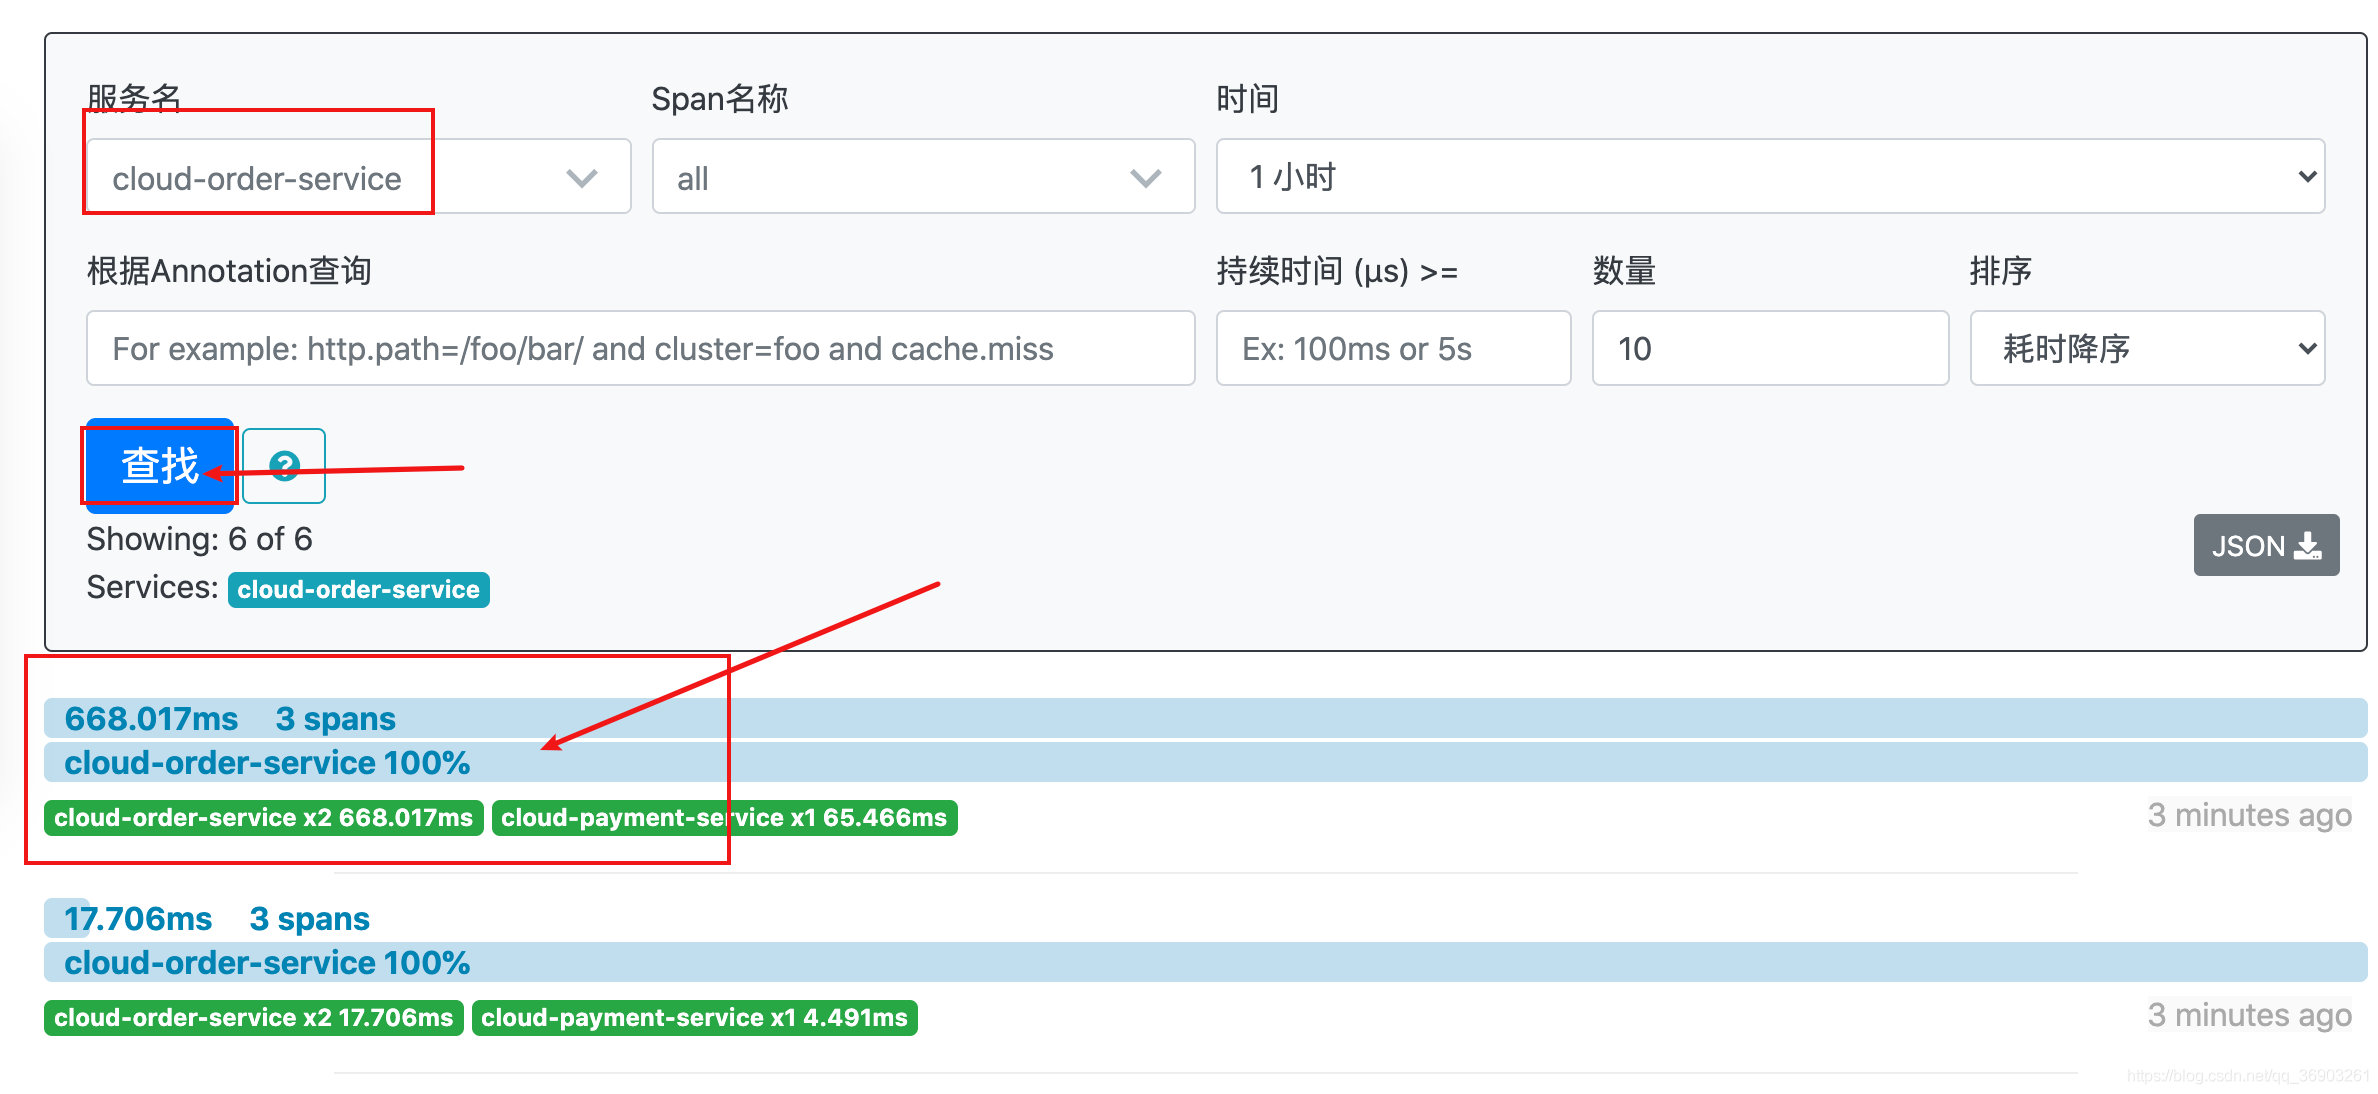 服务名
Span名称
时间
cloud-order-service
all
1 小时
根据Annotation查询
持续时间 (μs) >=
数量
排序
For example: http.path=/foo/bar/ and cluster=foo and cache.miss
Ex: 100ms or 5s
10
耗时降序
查找
?
Showing: 6 of 6
Services: cloud-order-service
JSON
668.017ms 3 spans
cloud-order-service 100%
cloud-order-service x2 668.017ms cloud-payment-service x1 65.466ms
3 minutes ago
17.706ms 3 spans
cloud-order-service 100%
cloud-order-service x2 17.706ms cloud-payment-service x1 4.491ms
3 minutes ago
https://blog.csdn.net/qq_36903261